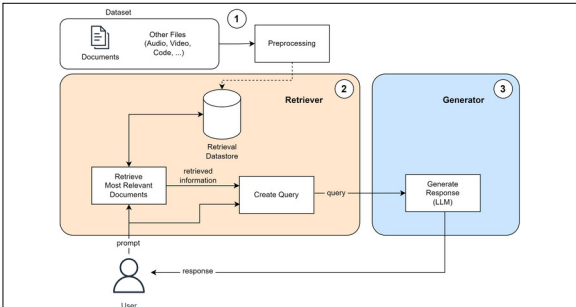 Dataset
1
Other Files
(Audio, Video,
Code, ...)
Documents
Preprocessing
2
Retriever
3
Generator
Retrieval
Datastore
retrieved
information
Retrieve
Most Relevant
Documents
Create Query
query
Generate
Response
(LLM)
prompt
response
User